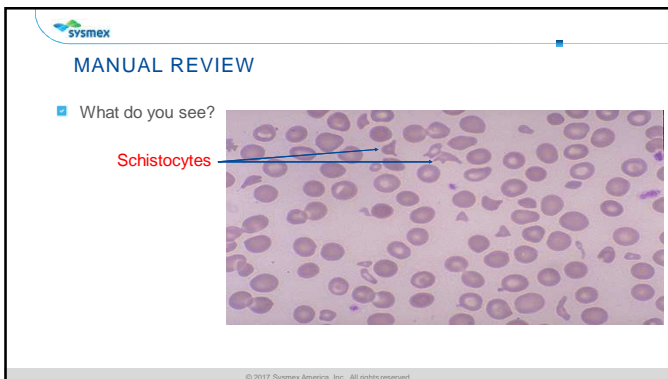 sysmex
MANUAL REVIEW
What do you see?
Schistocytes
© 2017 Sysmex America, Inc. All rights reserved.